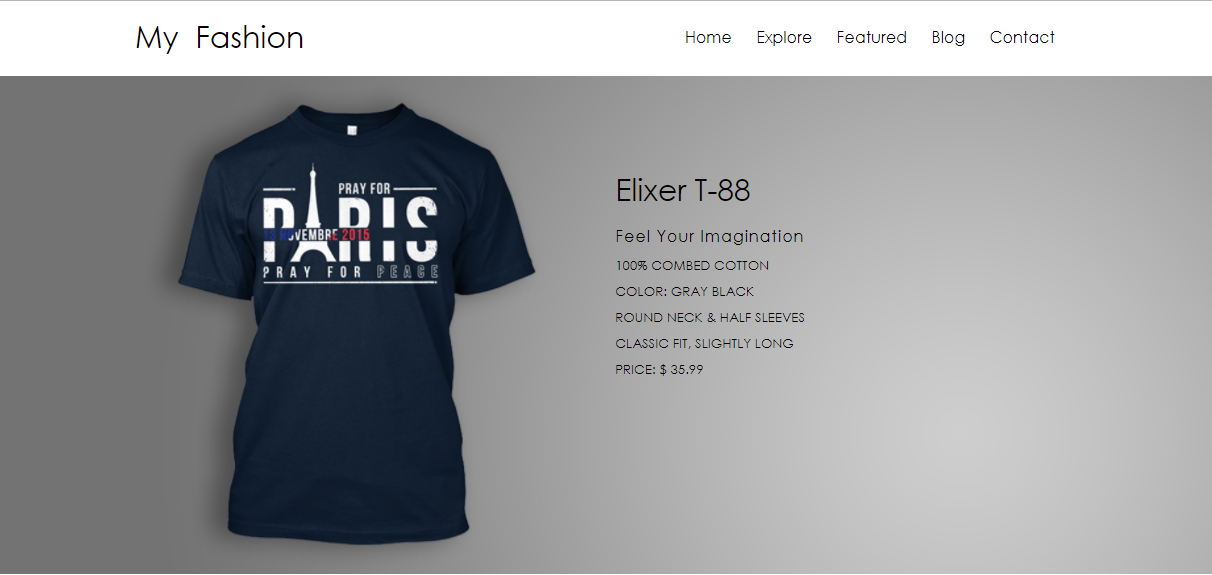 My Fashion
Home Explore Featured Blog Contact
PRAY FOR
PARIS
13 NOVEMBRE 2015
PRAY FOR PEACE
Elixer T-88
Feel Your Imagination
100% COMBED COTTON
COLOR: GRAY BLACK
ROUND NECK & HALF SLEEVES
CLASSIC FIT, SLIGHTLY LONG
PRICE: $ 35.99